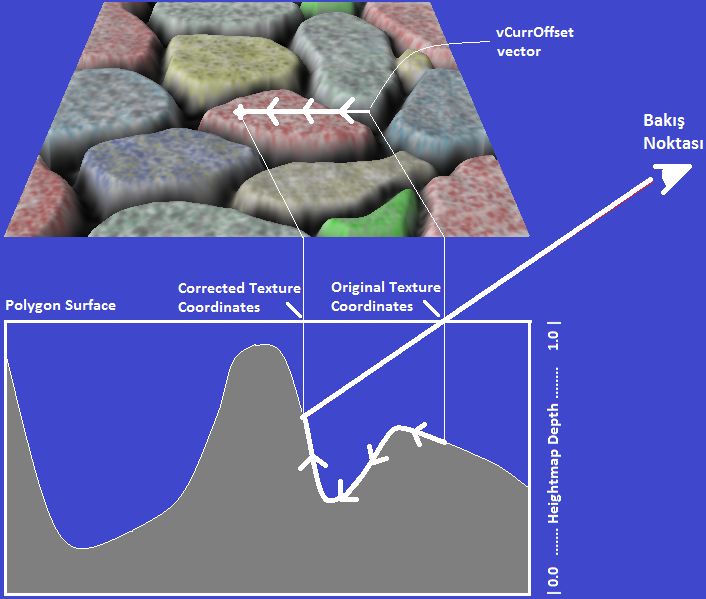 vCurrOffset
vector
Bakış
Noktası
Corrected Texture
Coordinates
Original Texture
Coordinates
Polygon Surface
| 0.0 ....... Heightmap Depth ........ 1.0 |